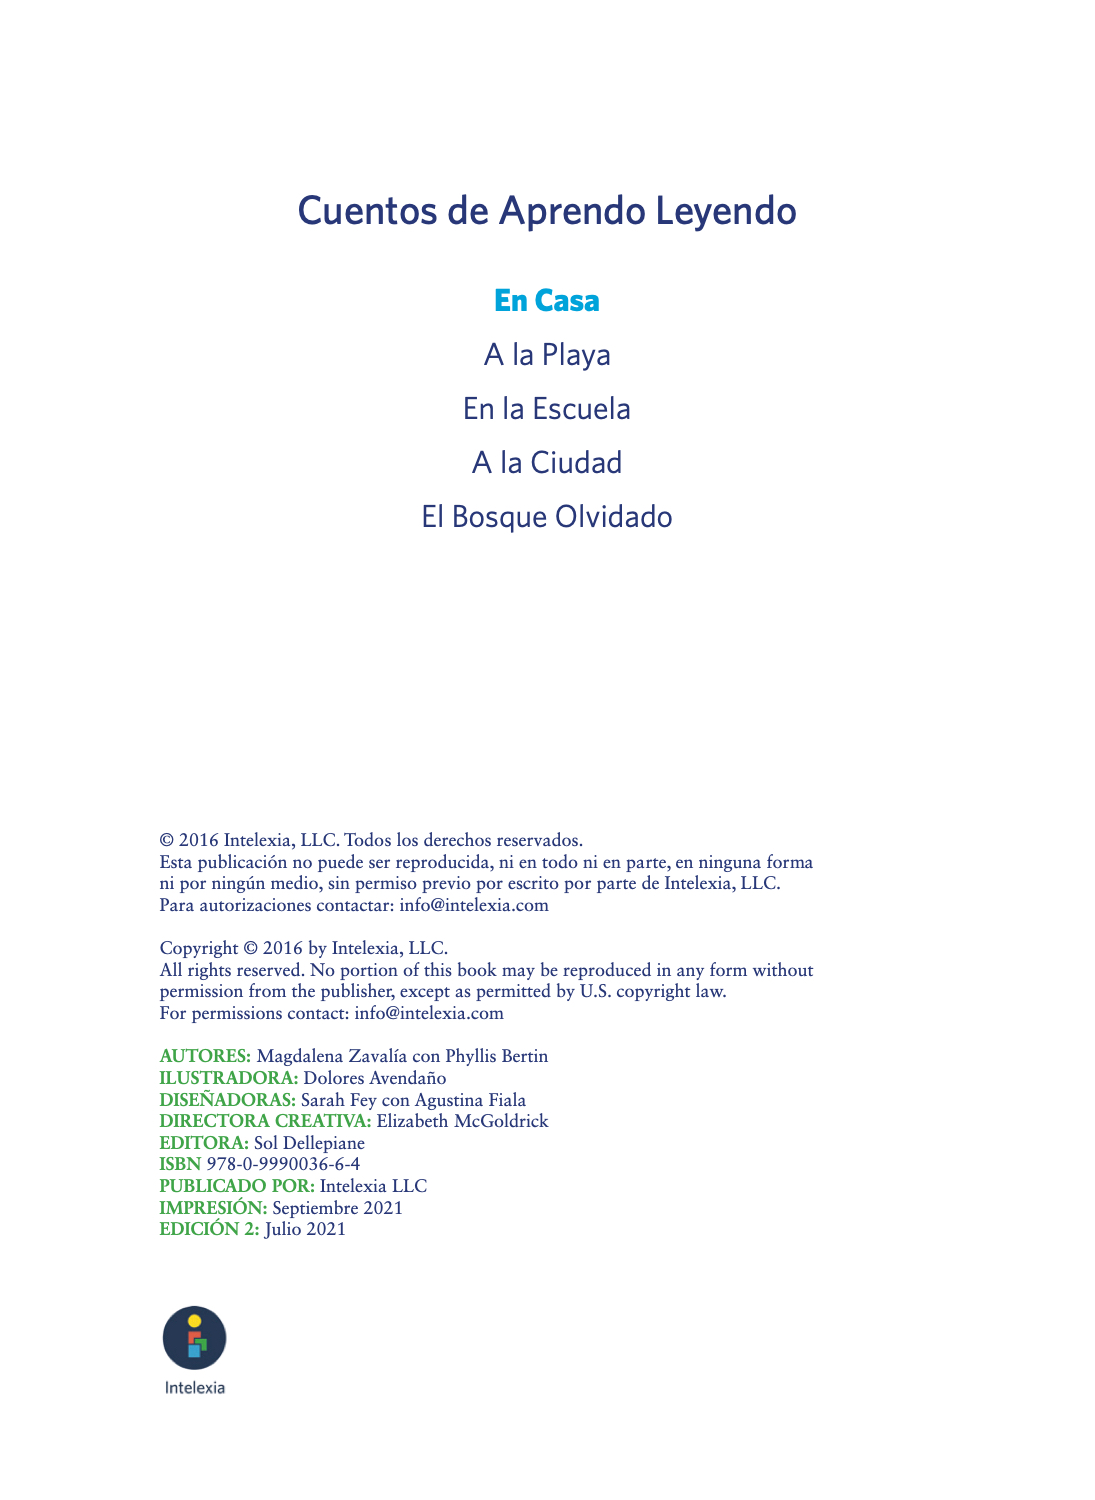 Cuentos de Aprendo Leyendo
En Casa
A la Playa
En la Escuela
A la Ciudad
El Bosque Olvidado
© 2016 Intelexia, LLC. Todos los derechos reservados.
Esta publicación no puede ser reproducida, ni en todo ni en parte, en ninguna forma
ni por ningún medio, sin permiso previo por escrito por parte de Intelexia, LLC.
Para autorizaciones contactar: info@intelexia.com
Copyright © 2016 by Intelexia, LLC.
All rights reserved. No portion of this book may be reproduced in any form without
permission from the publisher, except as permitted by U.S. copyright law.
For permissions contact: info@intelexia.com
AUTORES: Magdalena Zavalía con Phyllis Bertin
ILUSTRADORA: Dolores Avendaño
DISEÑADORAS: Sarah Fey con Agustina Fiala
DIRECTORA CREATIVA: Elizabeth McGoldrick
EDITORA: Sol Dellepiane
ISBN 978-0-9990036-6-4
PUBLICADO POR: Intelexia LLC
IMPRESIÓN: Septiembre 2021
EDICIÓN 2: Julio 2021
Intelexia